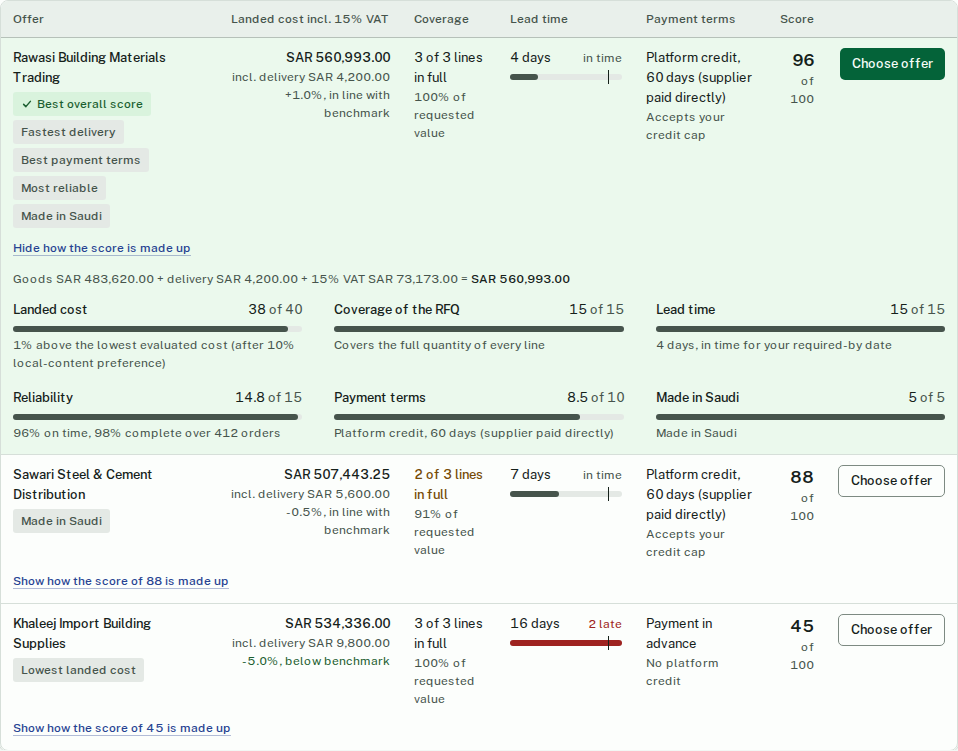 Offer
Landed cost incl. 15% VAT
Coverage
Lead time
Payment terms
Score
Rawasi Building Materials
Trading
Best overall score
Fastest delivery
Best payment terms
Most reliable
Made in Saudi
SAR 560,993.00
incl. delivery SAR 4,200.00
+1.0%, in line with
benchmark
3 of 3 lines
in full
100% of
requested
value
4 days
in time
Platform credit,
60 days (supplier
paid directly)
Accepts your
credit cap
96
of
100
Choose offer
Hide how the score is made up
Goods SAR 483,620.00 + delivery SAR 4,200.00 + 15% VAT SAR 73,173.00 = SAR 560,993.00
Landed cost
38 of 40
1% above the lowest evaluated cost (after 10%
local-content preference)
Coverage of the RFQ
15 of 15
Covers the full quantity of every line
Lead time
15 of 15
4 days, in time for your required-by date
Reliability
14.8 of 15
96% on time, 98% complete over 412 orders
Payment terms
8.5 of 10
Platform credit, 60 days (supplier paid directly)
Made in Saudi
5 of 5
Made in Saudi
Sawari Steel & Cement
Distribution
Made in Saudi
SAR 507,443.25
incl. delivery SAR 5,600.00
-0.5%, in line with
benchmark
2 of 3 lines
in full
91% of
requested
value
7 days
in time
Platform credit,
60 days (supplier
paid directly)
Accepts your
credit cap
88
of
100
Choose offer
Show how the score of 88 is made up
Khaleej Import Building
Supplies
Lowest landed cost
SAR 534,336.00
incl. delivery SAR 9,800.00
-5.0%, below benchmark
3 of 3 lines
in full
100% of
requested
value
16 days
2 late
Payment in
advance
No platform
credit
45
of
100
Choose offer
Show how the score of 45 is made up